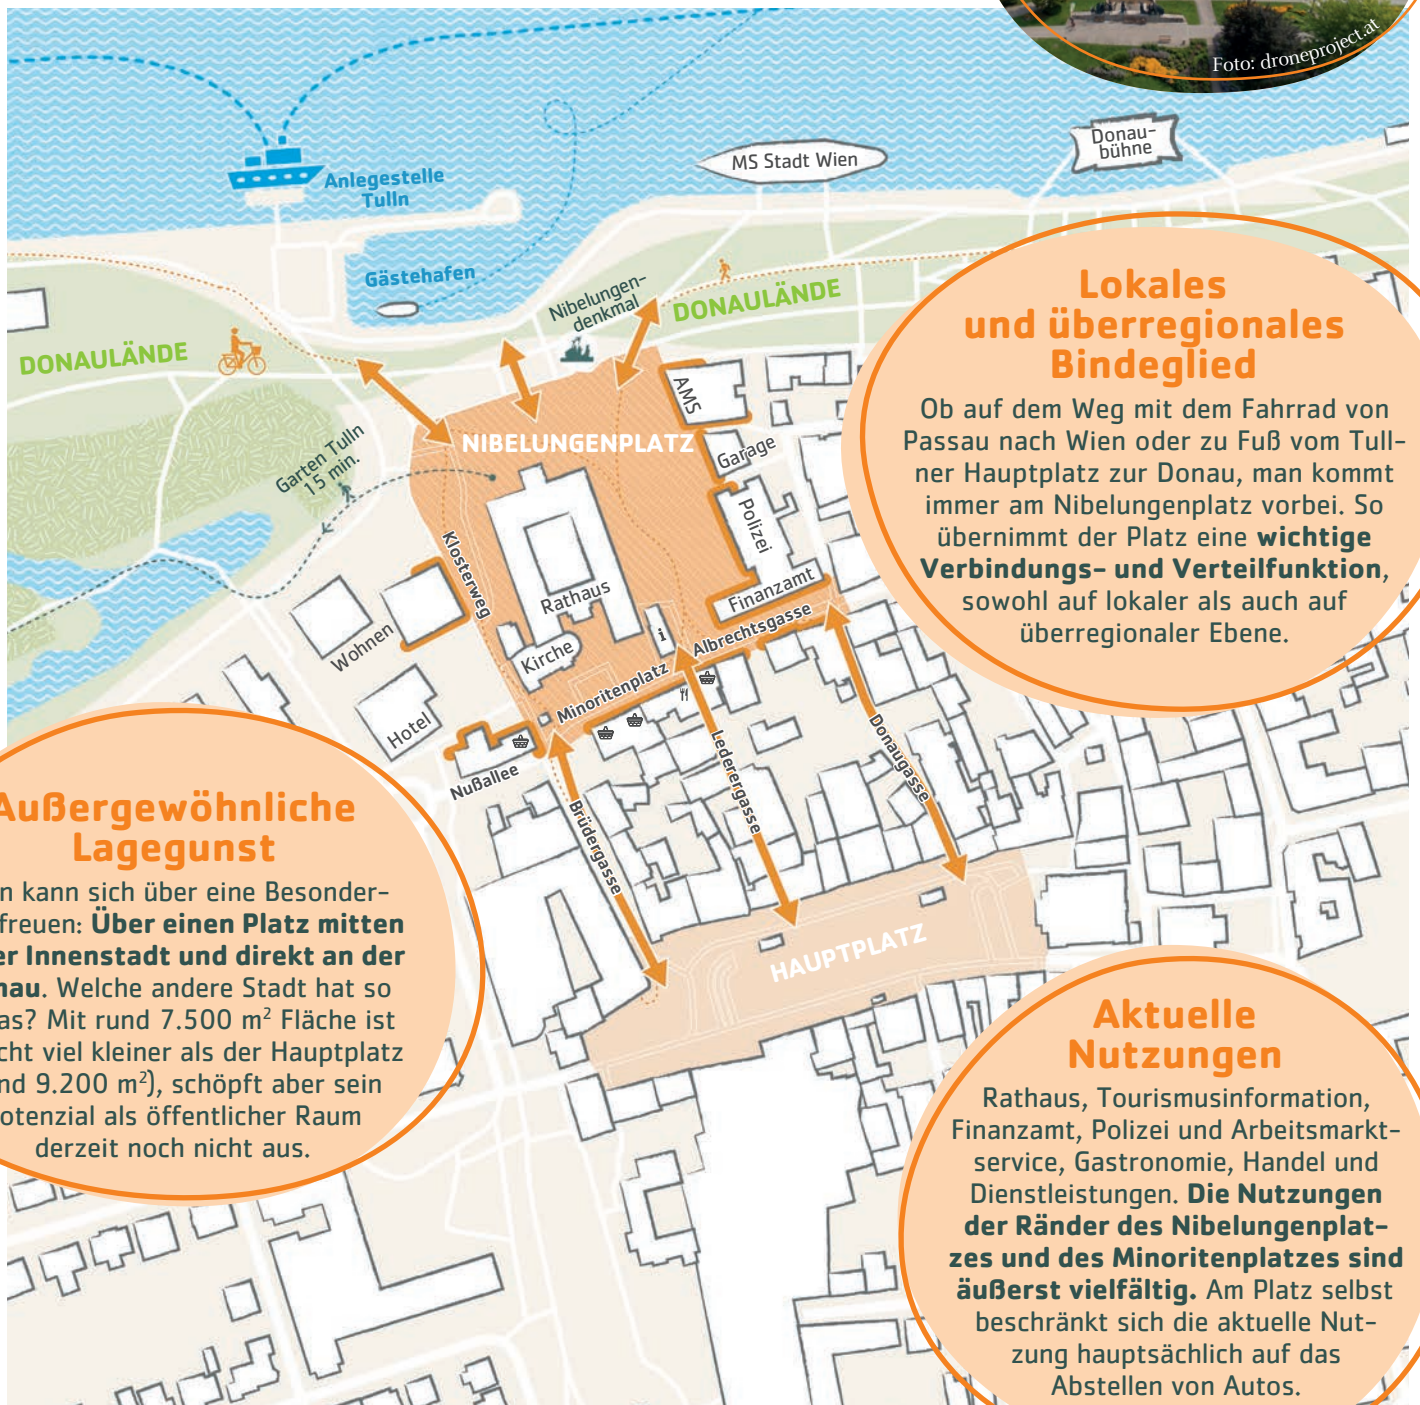 Foto: droneproject.at
Donau-
bühne
MS Stadt Wien
Anlegestelle
Tulln
Gästehafen
Nibelungen-
denkmal
DONAULÄNDE
DONAULÄNDE
Lokales
und überregionales
Bindeglied
Ob auf dem Weg mit dem Fahrrad von
Passau nach Wien oder zu Fuß vom Tull-
ner Hauptplatz zur Donau, man kommt
immer am Nibelungenplatz vorbei. So
übernimmt der Platz eine wichtige
Verbindungs- und Verteilfunktion,
sowohl auf lokaler als auch auf
überregionaler Ebene.
AMS
NIBELUNGENPLATZ
Garage
Garten Tulln
15 min.
Polizei
Klosterweg
Rathaus
Finanzamt
i
Albrechtsgasse
Wohnen
Kirche
Minoritenplatz
Hotel
Nußallee
Ledorergasse
Donaugasse
Brüdergasse
HAUPTPLATZ
Außergewöhnliche
Lagegunst
n kann sich über eine Besonder-
freuen: Über einen Platz mitten
er Innenstadt und direkt an der
nau. Welche andere Stadt hat so
as? Mit rund 7.500 m² Fläche ist
cht viel kleiner als der Hauptplatz
nd 9.200 m²), schöpft aber sein
otenzial als öffentlicher Raum
derzeit noch nicht aus.
Aktuelle
Nutzungen
Rathaus, Tourismusinformation,
Finanzamt, Polizei und Arbeitsmarkt-
service, Gastronomie, Handel und
Dienstleistungen. Die Nutzungen
der Ränder des Nibelungenplat-
zes und des Minoritenplatzes sind
äußerst vielfältig. Am Platz selbst
beschränkt sich die aktuelle Nut-
zung hauptsächlich auf das
Abstellen von Autos.